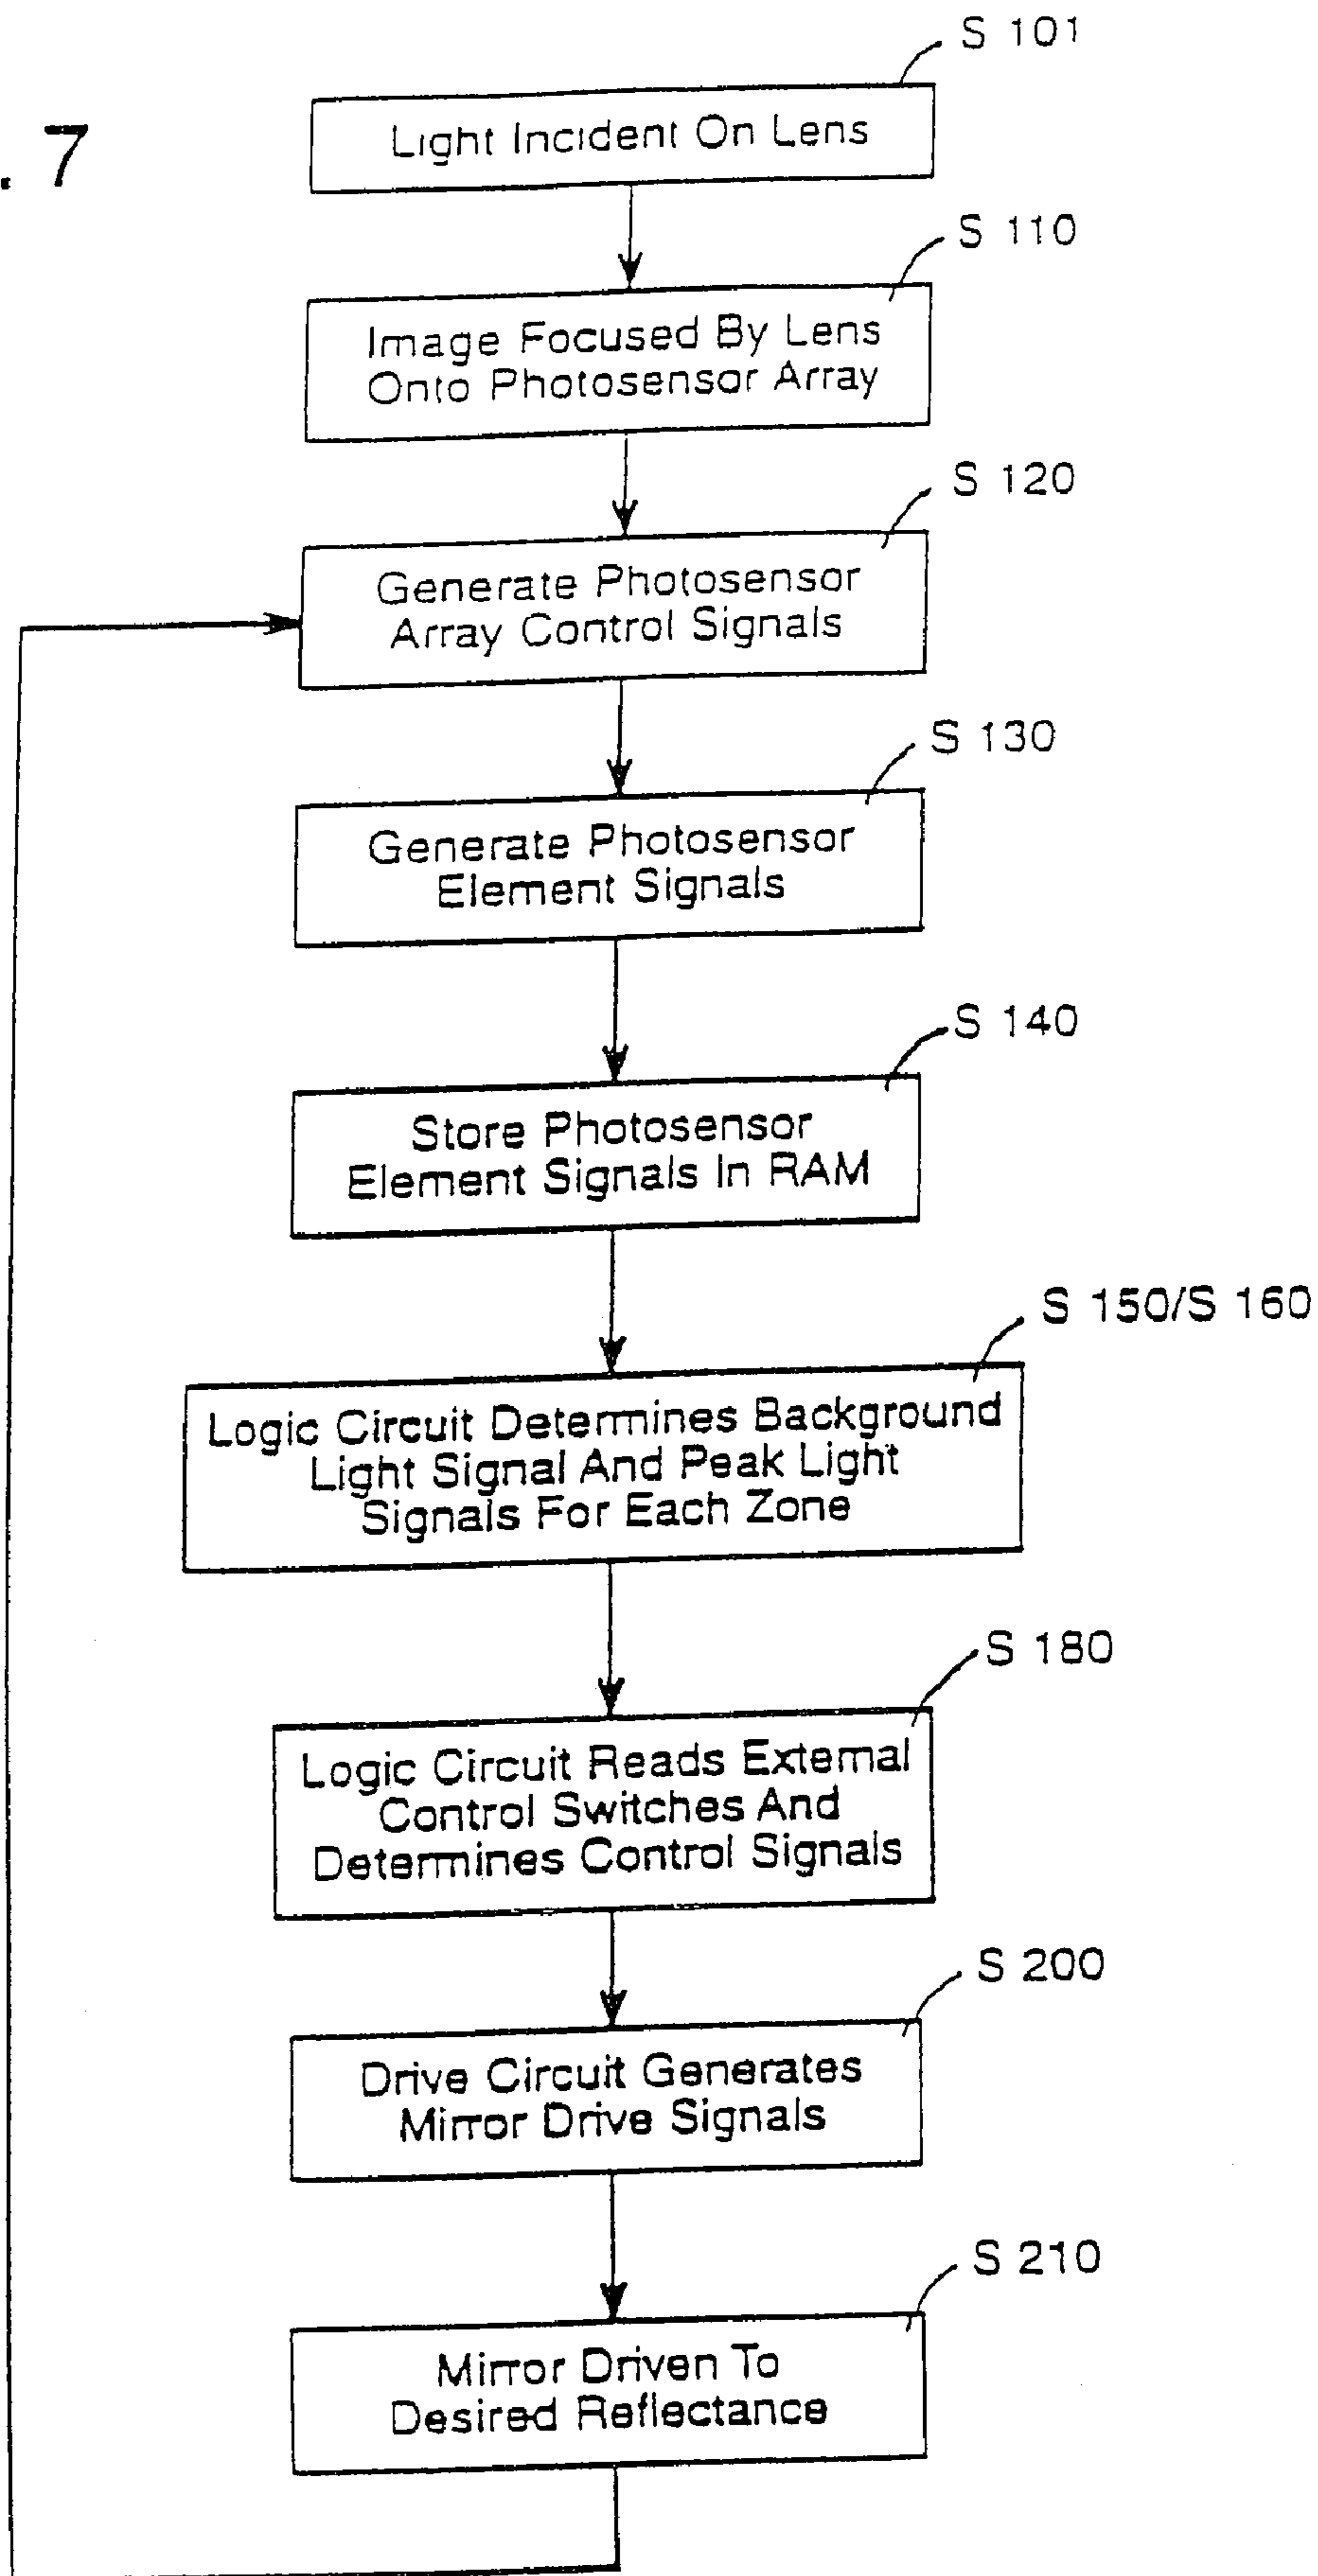 . 7
S 101
Light Incident On Lens
S 110
Image Focused By Lens
Onto Photosensor Array
S 120
Generate Photosensor
Array Control Signals
S 130
Generate Photosensor
Element Signals
S 140
Store Photosensor
Element Signals In RAM
S 150/S 160
Logic Circuit Determines Background
Light Signal And Peak Light
Signals For Each Zone
S 180
Logic Circuit Reads External
Control Switches And
Determines Control Signals
S 200
Drive Circuit Generates
Mirror Drive Signals
S 210
Mirror Driven To
Desired Reflectance